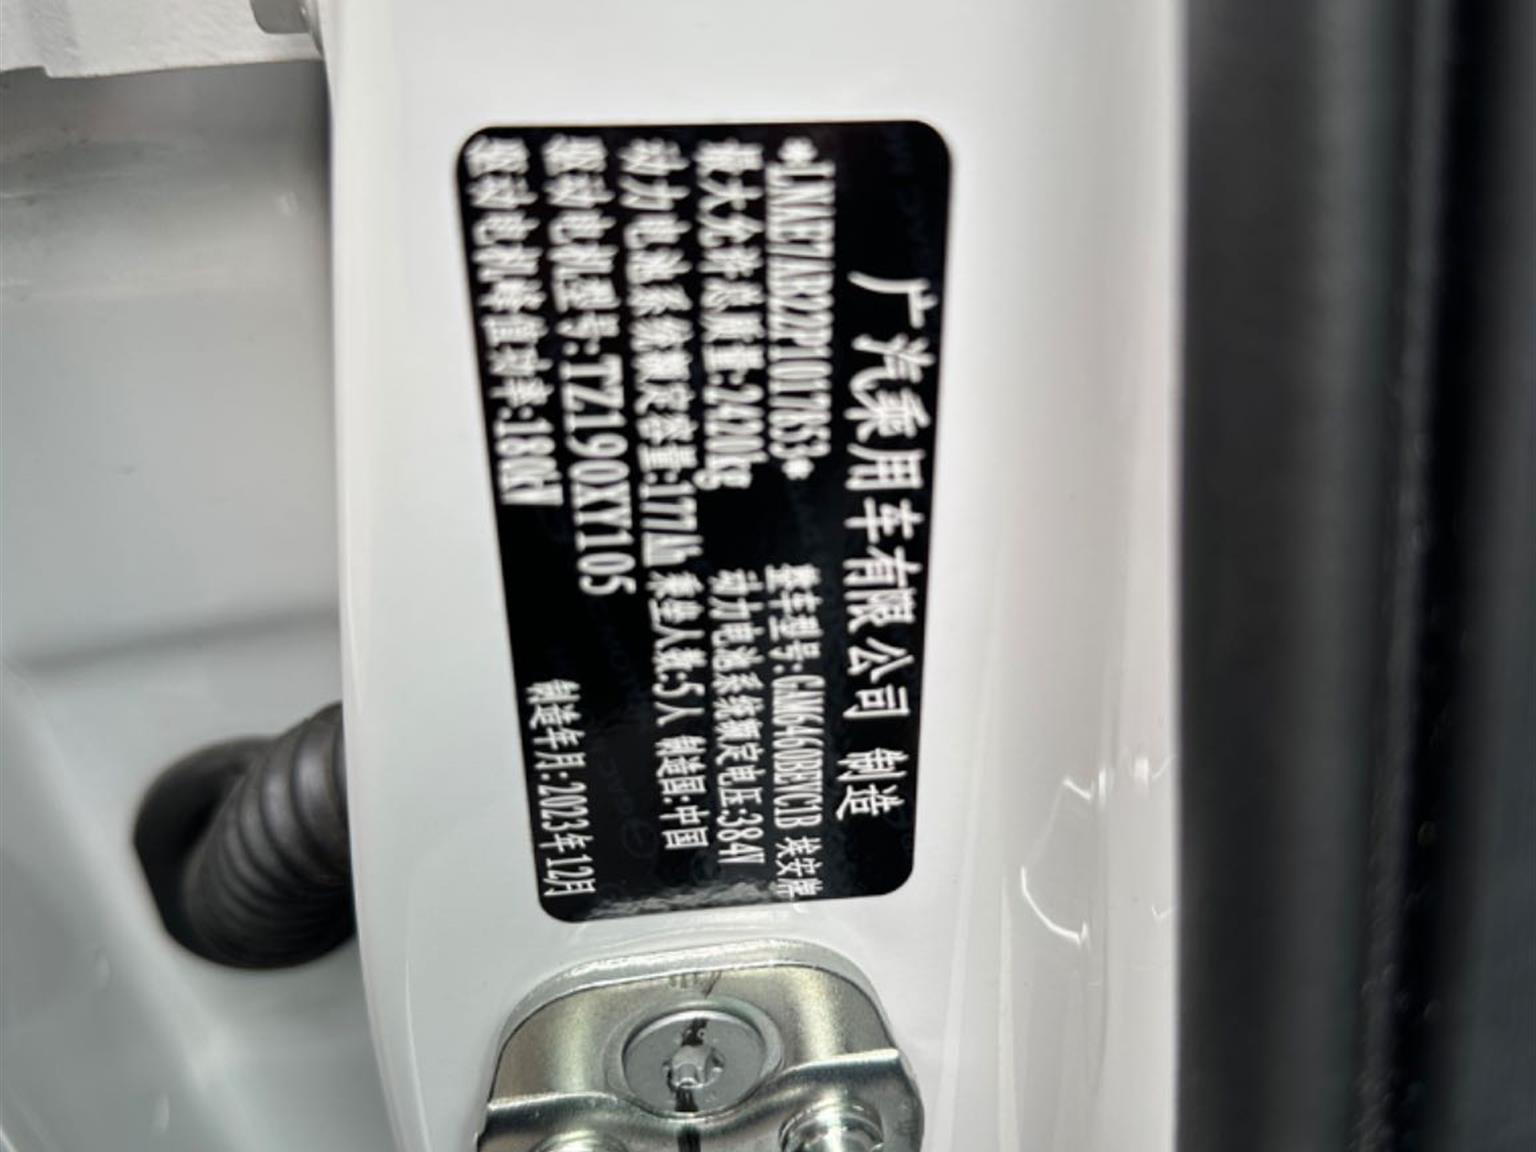 广汽乘用车有限公司 制造
*LNAE7AB22P1017853* 整车型号:GAM6460BEVC1B 埃安牌
最大允许总质量:2420kg 动力电池系统额定电压:384V
动力电池系统额定容量:177Ah 乘坐人数:5人 制造国:中国
驱动电机型号:TZ190XY105
驱动电机峰值功率:180kW 制造年月:2023年12月